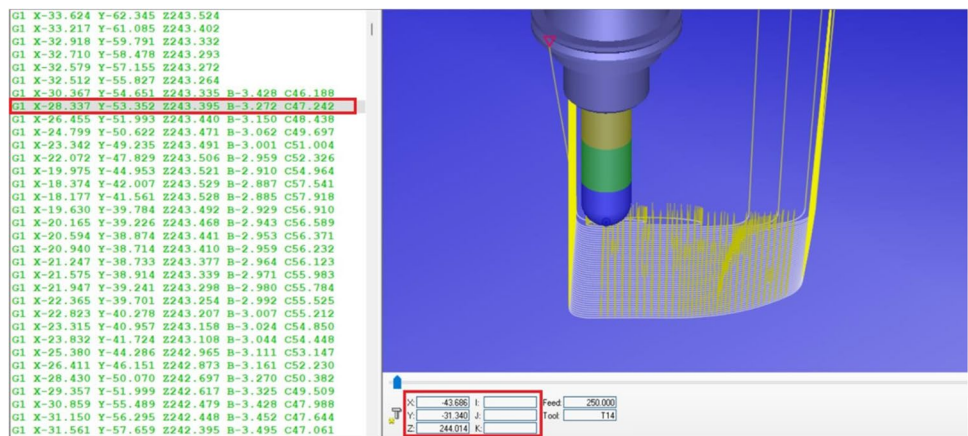 G1 X-33.624 Y-62.345 Z243.524
G1 X-33.217 Y-61.085 Z243.402
G1 X-32.918 Y-59.791 Z243.332
G1 X-32.710 Y-58.478 Z243.293
G1 X-32.579 Y-57.155 Z243.272
G1 X-32.512 Y-55.827 Z243.264
G1 X-30.367 Y-54.651 Z243.335 B-3.428 C46.188
G1 X-28.337 Y-53.352 Z243.395 B-3.272 C47.242
G1 X-26.455 Y-51.993 Z243.440 B-3.150 C48.438
G1 X-24.799 Y-50.622 Z243.471 B-3.062 C49.697
G1 X-23.342 Y-49.235 Z243.491 B-3.001 C51.004
G1 X-22.072 Y-47.829 Z243.506 B-2.959 C52.326
G1 X-19.975 Y-44.953 Z243.521 B-2.910 C54.964
G1 X-18.374 Y-42.007 Z243.529 B-2.887 C57.541
G1 X-18.177 Y-41.561 Z243.528 B-2.885 C57.918
G1 X-19.630 Y-39.784 Z243.492 B-2.929 C56.910
G1 X-20.165 Y-39.226 Z243.468 B-2.943 C56.589
G1 X-20.594 Y-38.874 Z243.441 B-2.953 C56.371
G1 X-20.940 Y-38.714 Z243.410 B-2.959 C56.232
G1 X-21.247 Y-38.733 Z243.377 B-2.964 C56.123
G1 X-21.575 Y-38.914 Z243.339 B-2.971 C55.983
G1 X-21.947 Y-39.241 Z243.298 B-2.980 C55.784
G1 X-22.365 Y-39.701 Z243.254 B-2.992 C55.525
G1 X-22.823 Y-40.278 Z243.207 B-3.007 C55.212
G1 X-23.315 Y-40.957 Z243.158 B-3.024 C54.850
G1 X-23.832 Y-41.724 Z243.108 B-3.044 C54.448
G1 X-25.380 Y-44.286 Z242.965 B-3.111 C53.147
G1 X-26.411 Y-46.151 Z242.873 B-3.161 C52.230
G1 X-28.430 Y-50.070 Z242.697 B-3.270 C50.382
G1 X-29.357 Y-51.999 Z242.617 B-3.325 C49.509
G1 X-30.859 Y-55.489 Z242.479 B-3.428 C47.988
G1 X-31.150 Y-56.295 Z242.448 B-3.452 C47.644
G1 X-31.561 Y-57.659 Z242.395 B-3.495 C47.061
X: -43.686 I: Feed: 250.000
Y: -31.340 J: Tool: T14
Z: 244.014 K: